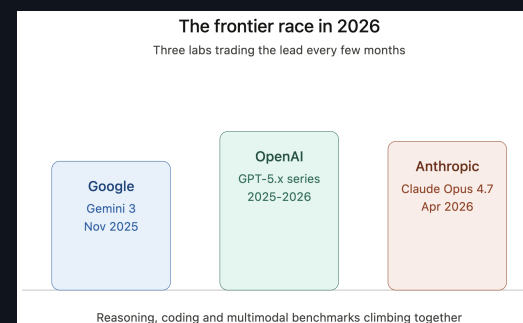 The frontier race in 2026
Three labs trading the lead every few months
Google
Gemini 3
Nov 2025
OpenAI
GPT-5.x series
2025-2026
Anthropic
Claude Opus 4.7
Apr 2026
Reasoning, coding and multimodal benchmarks climbing together